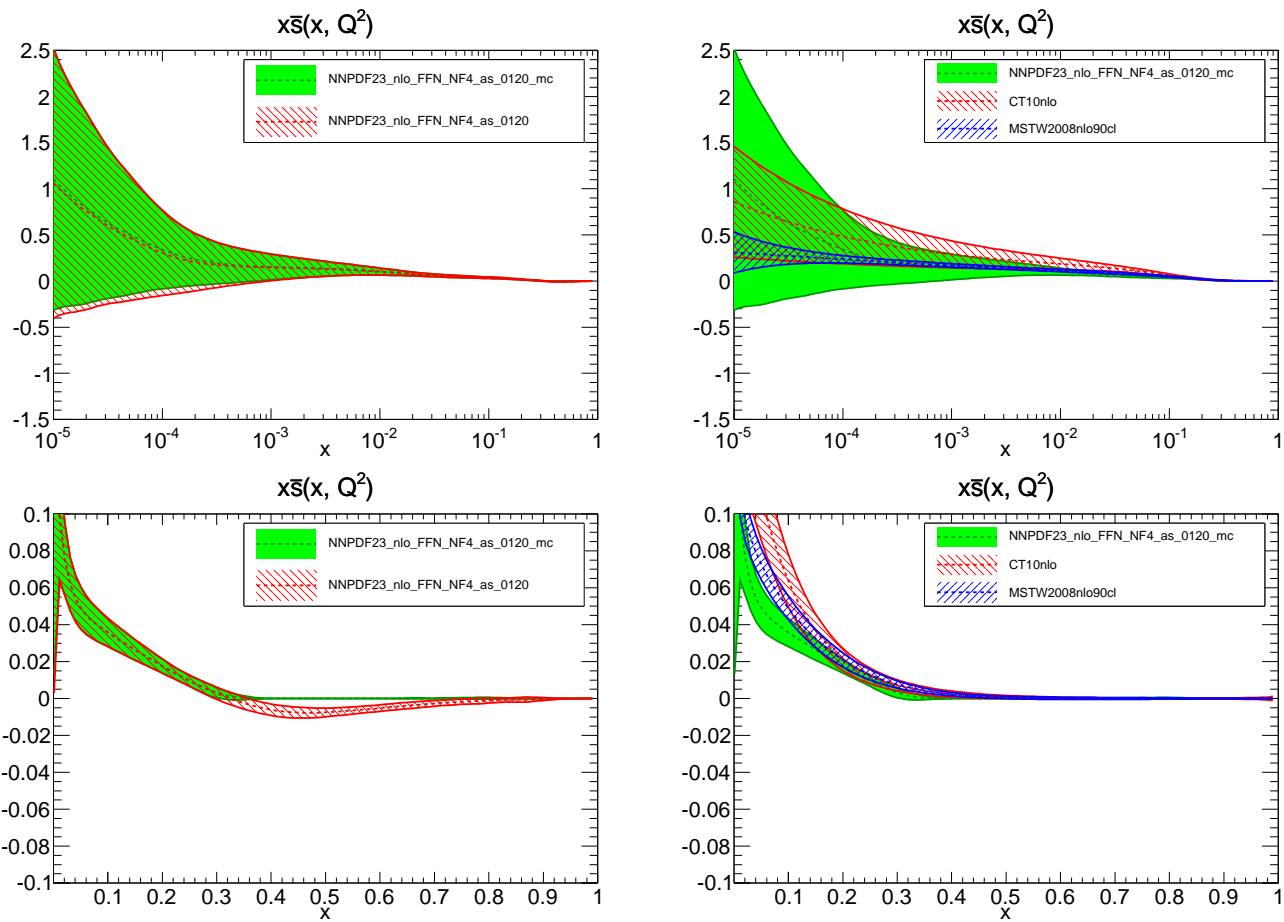 xs̅(x, Q²)
2.5
2
1.5
1
0.5
0
-0.5
-1
-1.5
NNPDF23_nlo_FFN_NF4_as_0120_mc
NNPDF23_nlo_FFN_NF4_as_0120
10⁻⁵ 10⁻⁴ 10⁻³ 10⁻² 10⁻¹ 1
x
xs̅(x, Q²)
2.5
2
1.5
1
0.5
0
-0.5
-1
-1.5
NNPDF23_nlo_FFN_NF4_as_0120_mc
CT10nlo
MSTW2008nlo90cl
10⁻⁵ 10⁻⁴ 10⁻³ 10⁻² 10⁻¹ 1
x
xs̅(x, Q²)
0.1
0.08
0.06
0.04
0.02
0
-0.02
-0.04
-0.06
-0.08
-0.1
NNPDF23_nlo_FFN_NF4_as_0120_mc
NNPDF23_nlo_FFN_NF4_as_0120
0.1 0.2 0.3 0.4 0.5 0.6 0.7 0.8 0.9 1
x
xs̅(x, Q²)
0.1
0.08
0.06
0.04
0.02
0
-0.02
-0.04
-0.06
-0.08
-0.1
NNPDF23_nlo_FFN_NF4_as_0120_mc
CT10nlo
MSTW2008nlo90cl
0.1 0.2 0.3 0.4 0.5 0.6 0.7 0.8 0.9 1
x